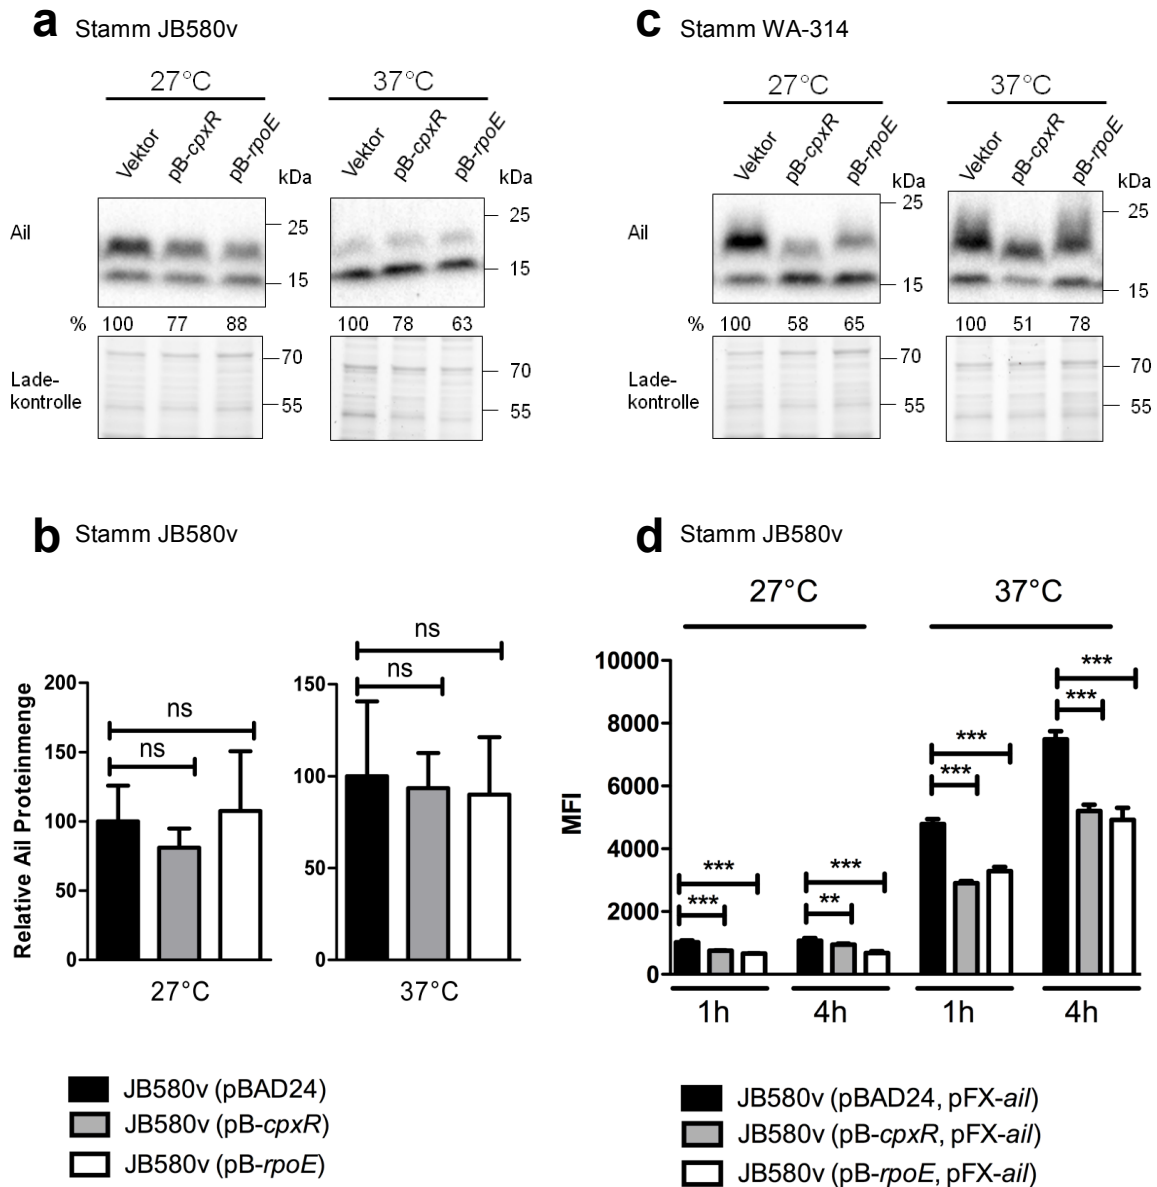 a Stamm JB580v
27°C 37°C
Vektor pB-cpxR pB-rpoE kDa Vektor pB-cpxR pB-rpoE kDa
Ail 25 15 25 15
% 100 77 88 100 78 63
Lade-
kontrolle 70 55 70 55
c Stamm WA-314
27°C 37°C
Vektor pB-cpxR pB-rpoE kDa Vektor pB-cpxR pB-rpoE kDa
Ail 25 15 25 15
% 100 58 65 100 51 78
Lade-
kontrolle 70 55 70 55
b Stamm JB580v
Relative Ail Proteinmenge
200
150
100
50
0
ns
ns
27°C
150
100
50
0
ns
ns
37°C
JB580v (pBAD24)
JB580v (pB-cpxR)
JB580v (pB-rpoE)
d Stamm JB580v
27°C 37°C
MFI
10000
8000
6000
4000
2000
0
*** *** *** ** *** *** *** ***
1h 4h 1h 4h
JB580v (pBAD24, pFX-ail)
JB580v (pB-cpxR, pFX-ail)
JB580v (pB-rpoE, pFX-ail)